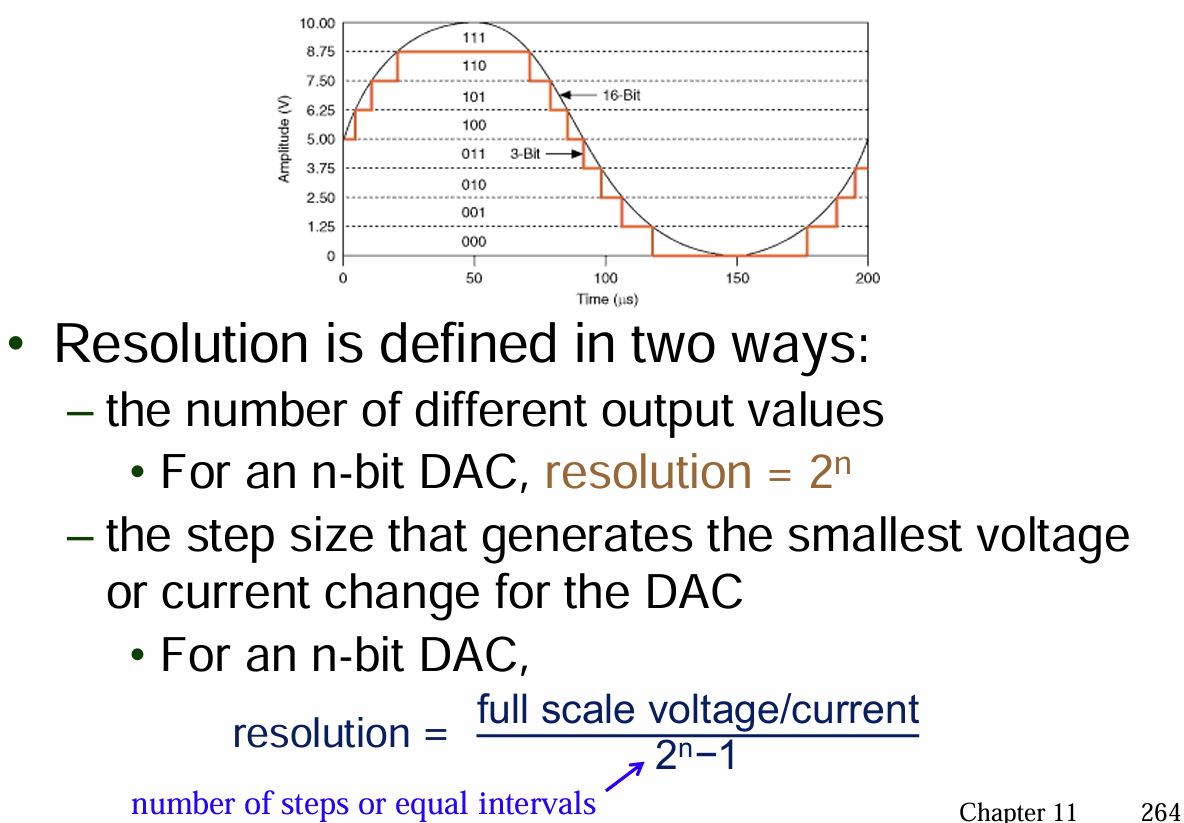 10.00
8.75
7.50
6.25
5.00
3.75
2.50
1.25
0
Amplitude (V)
111
110
101
100
011
010
001
000
16-Bit
3-Bit
0 50 100 150 200
Time (μs)
• Resolution is defined in two ways:
– the number of different output values
• For an n-bit DAC, resolution = 2ⁿ
– the step size that generates the smallest voltage
or current change for the DAC
• For an n-bit DAC,
resolution = full scale voltage/current
2ⁿ−1
number of steps or equal intervals
Chapter 11 264